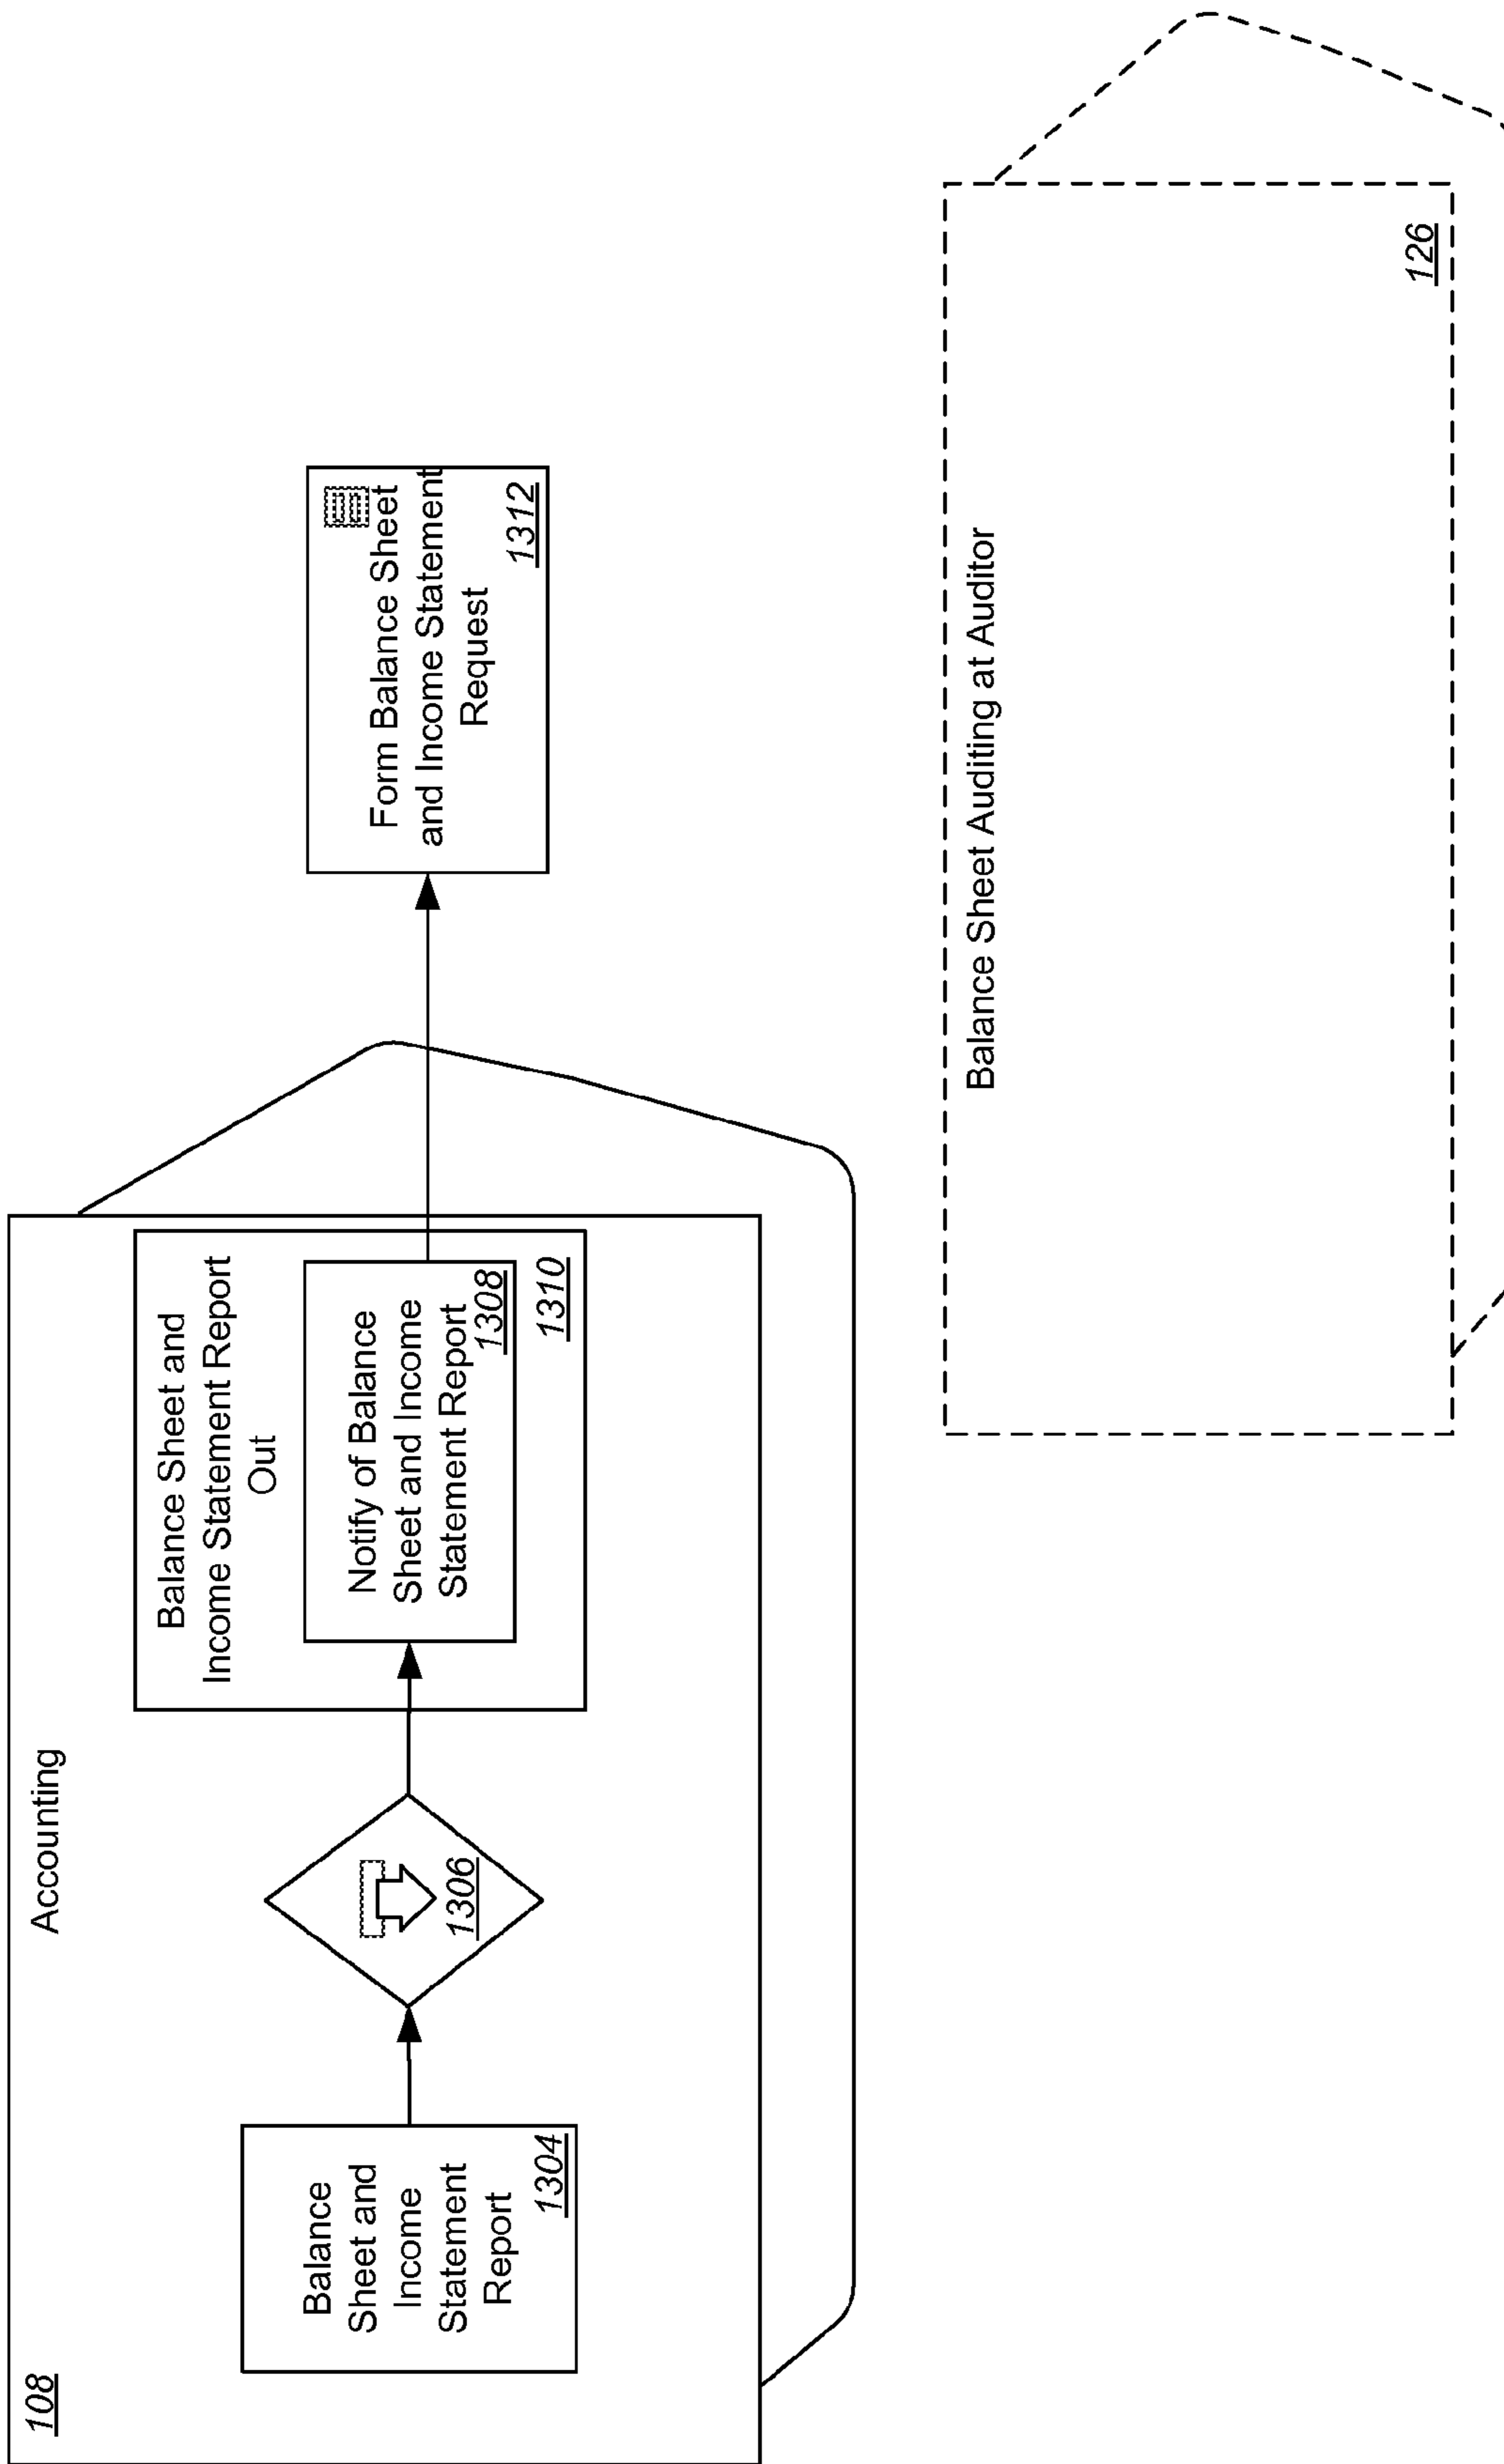 108
Accounting
Balance
Sheet and
Income
Statement
Report
1304
1306
Balance Sheet and
Income Statement Report
Out
Notify of Balance
Sheet and Income
Statement Report
1308
1310
Form Balance Sheet
and Income Statement
Request
1312
Balance Sheet Auditing at Auditor
126